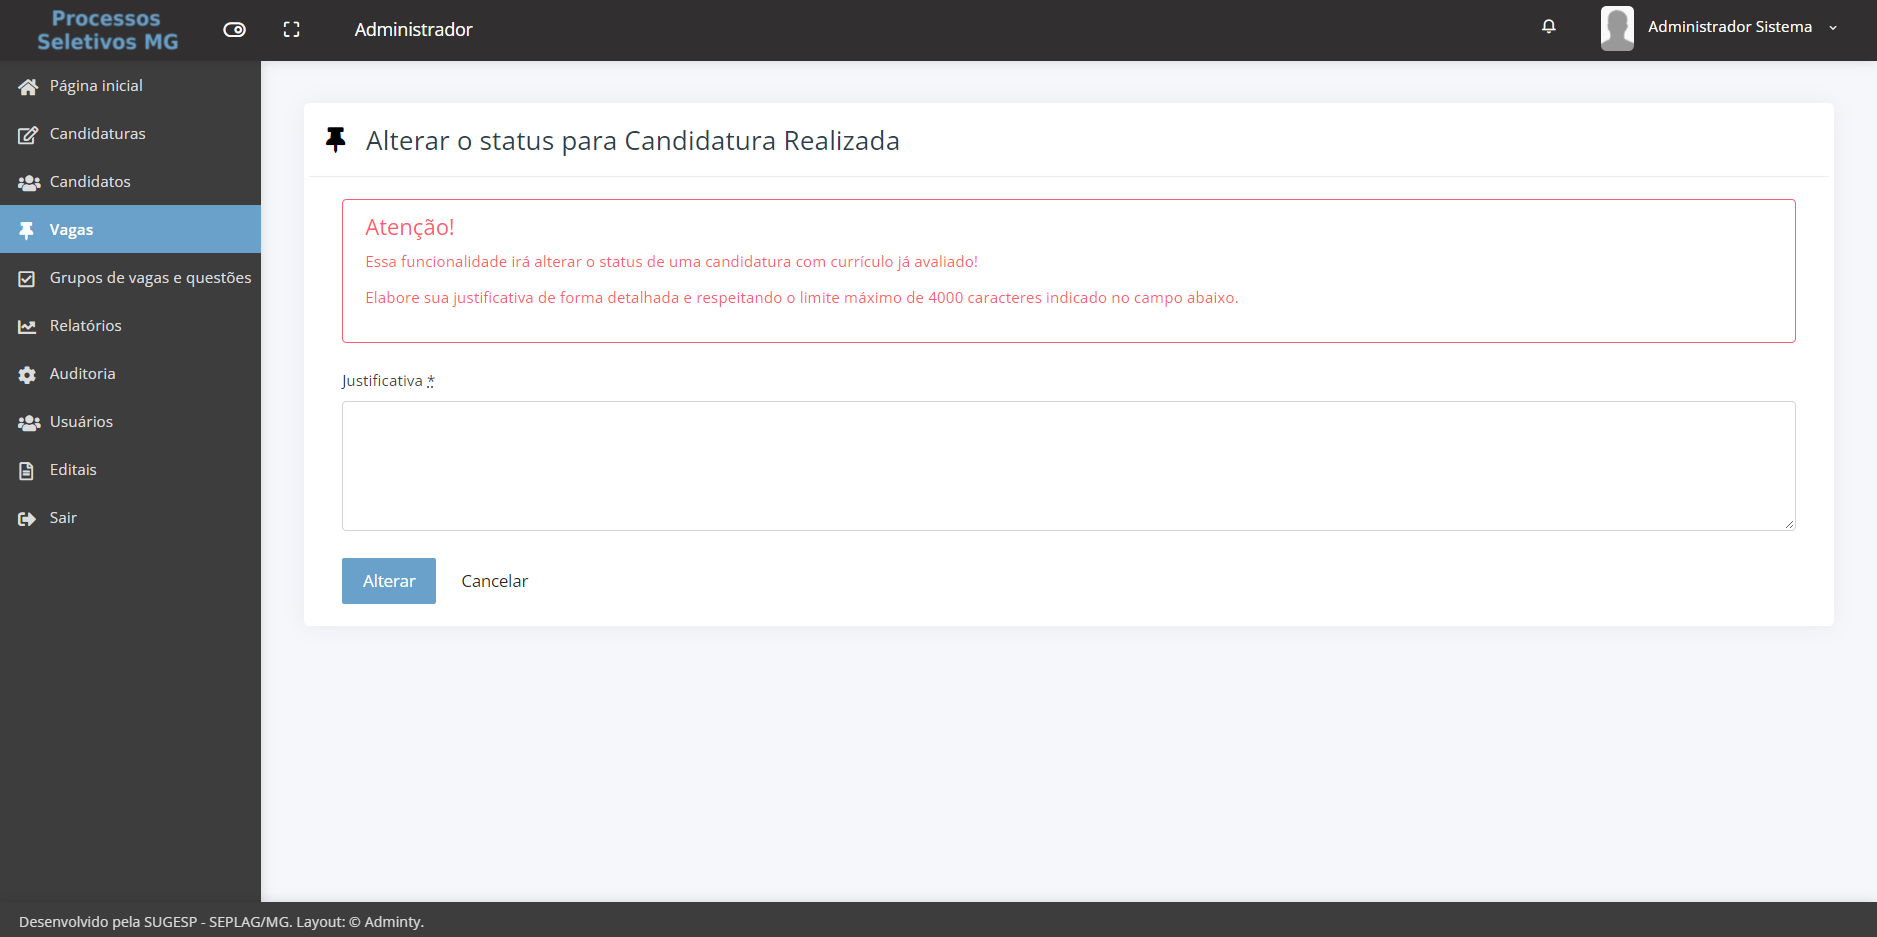 Processos
Seletivos MG
Administrador
Administrador Sistema
Página inicial
Candidaturas
Candidatos
Vagas
Grupos de vagas e questões
Relatórios
Auditoria
Usuários
Editais
Sair
Alterar o status para Candidatura Realizada
Atenção!
Essa funcionalidade irá alterar o status de uma candidatura com currículo já avaliado!
Elabore sua justificativa de forma detalhada e respeitando o limite máximo de 4000 caracteres indicado no campo abaixo.
Justificativa *
Alterar
Cancelar
Desenvolvido pela SUGESP - SEPLAG/MG. Layout: © Adminty.